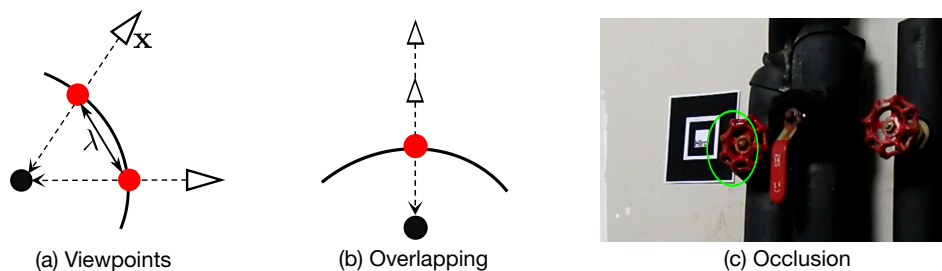 x
λ
(a) Viewpoints
(b) Overlapping
(c) Occlusion